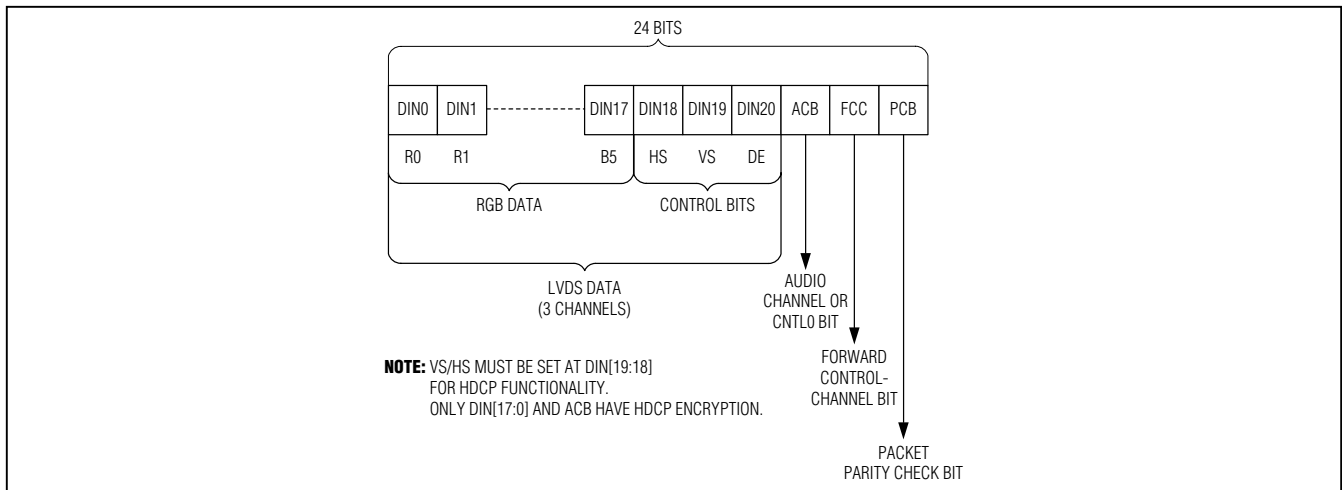 24 BITS
DIN0 DIN1 DIN17 DIN18 DIN19 DIN20 ACB FCC PCB
R0 R1 B5 HS VS DE
RGB DATA CONTROL BITS
LVDS DATA
(3 CHANNELS)
AUDIO
CHANNEL OR
CNTL0 BIT
NOTE: VS/HS MUST BE SET AT DIN[19:18]
FOR HDCP FUNCTIONALITY.
ONLY DIN[17:0] AND ACB HAVE HDCP ENCRYPTION.
FORWARD
CONTROL-
CHANNEL BIT
PACKET
PARITY CHECK BIT